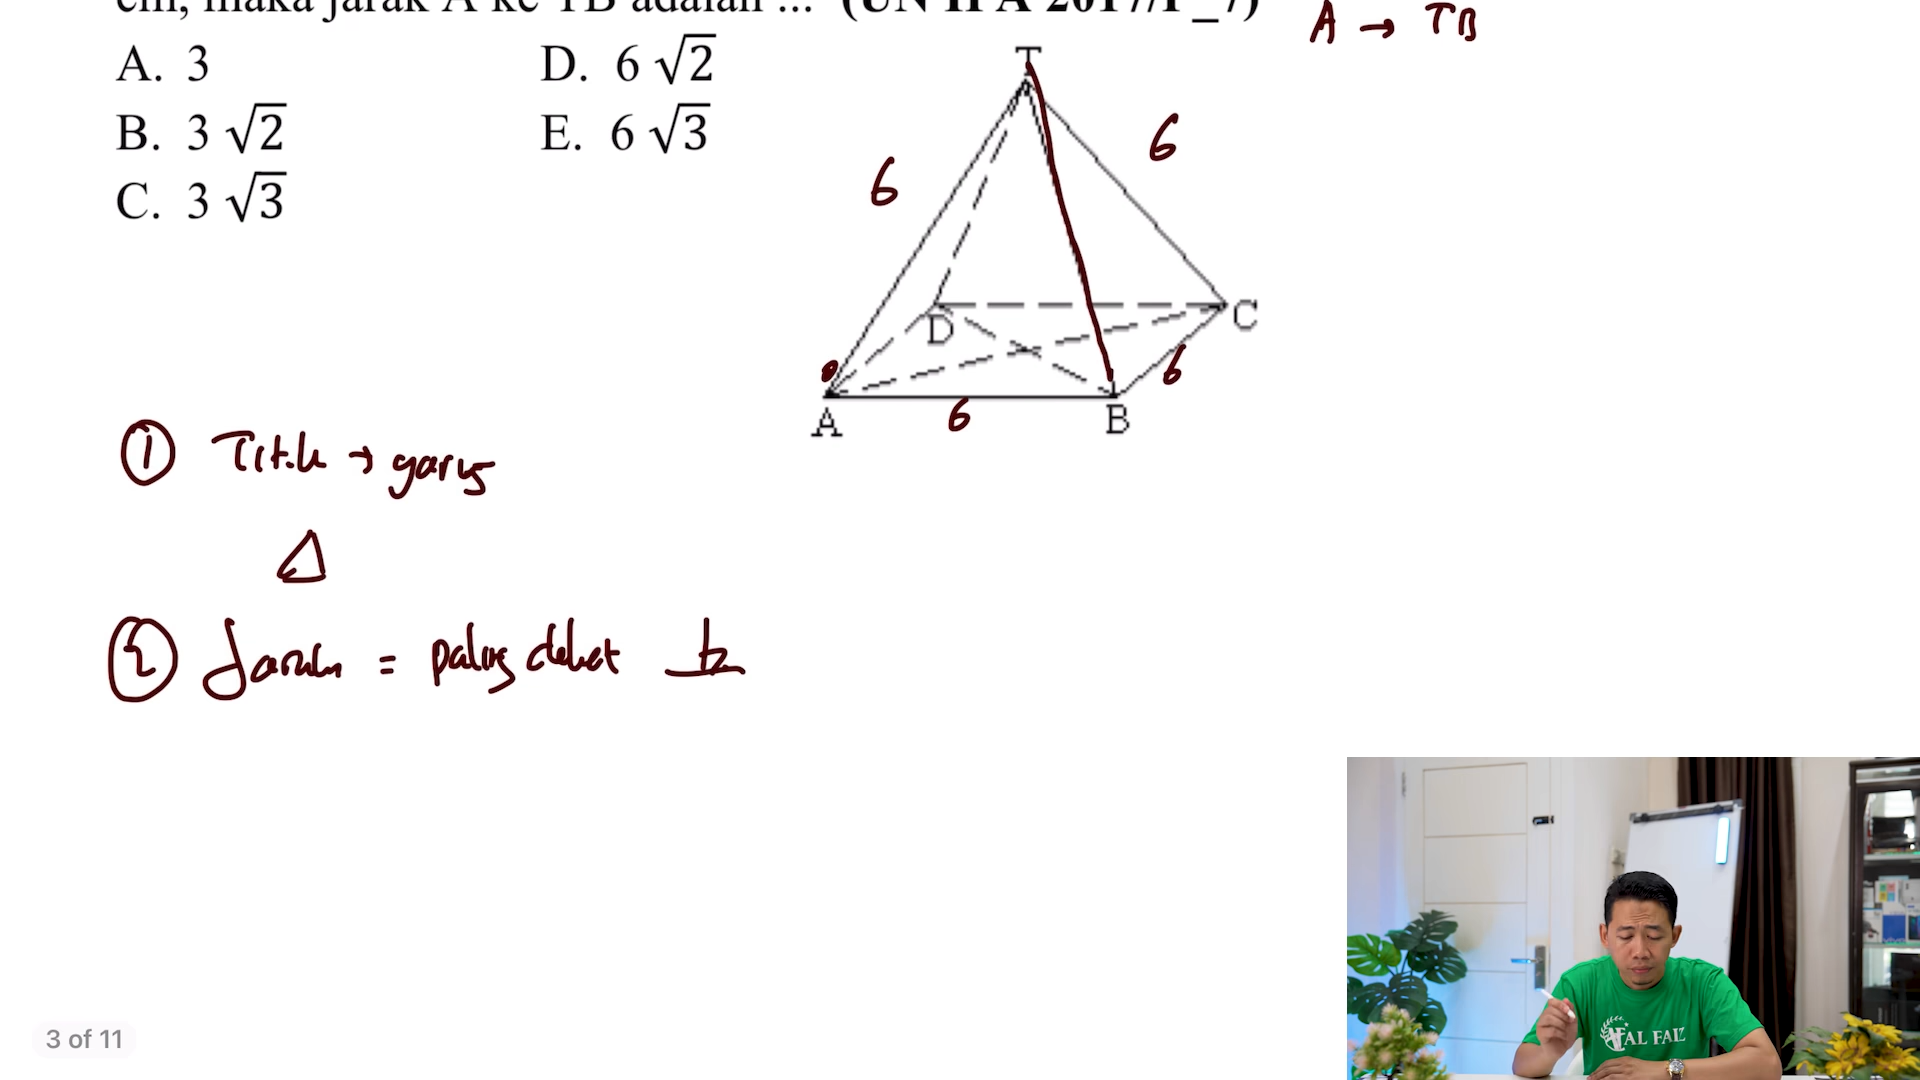 cm, maka jarak A ke TB adalah ... (UN IPA 2017/P_7)
A → TB
A. 3
D. 6 √2
B. 3 √2
E. 6 √3
C. 3 √3
T
6
6
D
C
6
A
6
B
① Titik → garis
② Jarak = paling dekat
AL FAIZ
3 of 11